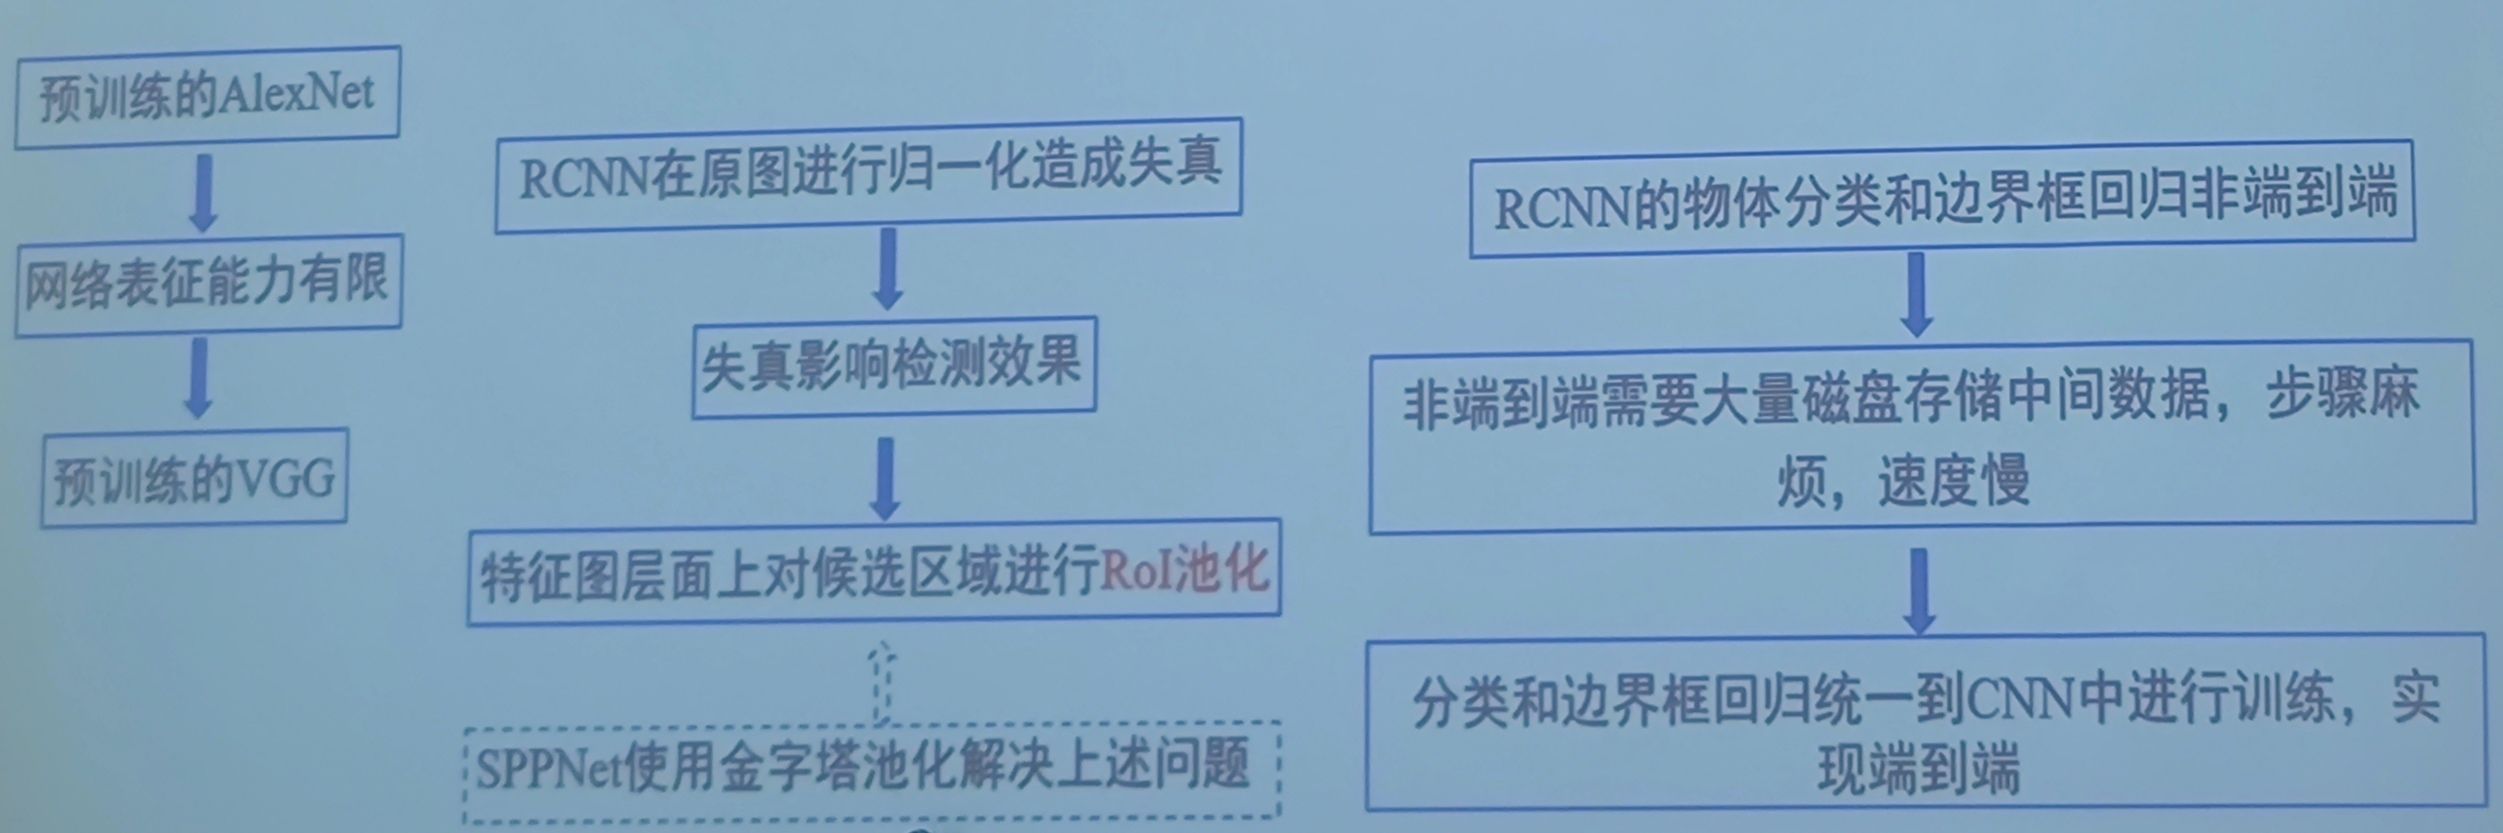 预训练的AlexNet
网络表征能力有限
预训练的VGG
RCNN在原图进行归一化造成失真
失真影响检测效果
特征图层面上对候选区域进行RoI池化
SPPNet使用金字塔池化解决上述问题
RCNN的物体分类和边界框回归非端到端
非端到端需要大量磁盘存储中间数据，步骤麻
烦，速度慢
分类和边界框回归统一到CNN中进行训练，实
现端到端